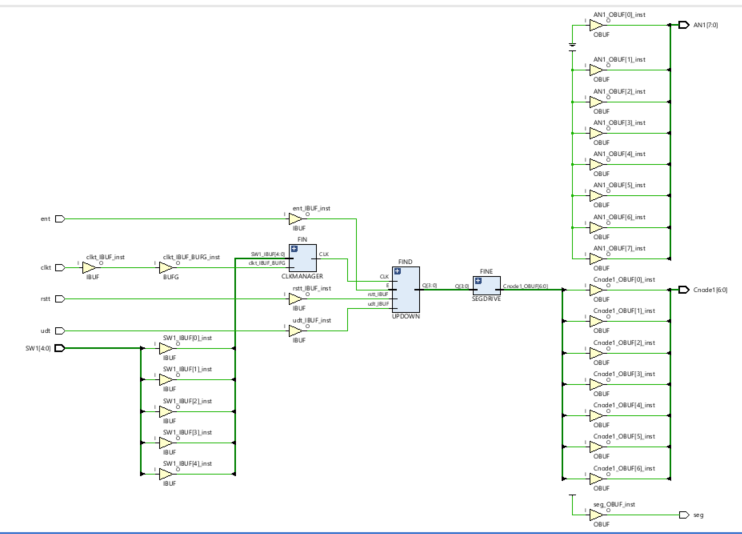 AN1_OBUF[0]_inst
I
O
OBUF
AN1[7:0]
AN1_OBUF[1]_inst
I
O
OBUF
AN1_OBUF[2]_inst
I
O
OBUF
AN1_OBUF[3]_inst
I
O
OBUF
AN1_OBUF[4]_inst
I
O
OBUF
AN1_OBUF[5]_inst
I
O
OBUF
AN1_OBUF[6]_inst
I
O
OBUF
AN1_OBUF[7]_inst
I
O
OBUF
ent
ent_IBUF_inst
I
O
IBUF
clkt
clkt_IBUF_inst
I
O
IBUF
clkt_IBUF_BUFG_inst
I
O
BUFG
FIN
SW1_IBUF[4:0]
clkt_IBUF_BUFG
CLK
CLKMANAGER
rstt
rstt_IBUF_inst
I
O
IBUF
udt
udt_IBUF_inst
I
O
IBUF
FIND
CLK
E
rstt_IBUF
udt_IBUF
Q[3:0]
UPDOWN
FINE
Q[3:0]
Cnode1_OBUF[6:0]
SEGDRIVE
SW1[4:0]
SW1_IBUF[0]_inst
I
O
IBUF
SW1_IBUF[1]_inst
I
O
IBUF
SW1_IBUF[2]_inst
I
O
IBUF
SW1_IBUF[3]_inst
I
O
IBUF
SW1_IBUF[4]_inst
I
O
IBUF
Cnode1_OBUF[0]_inst
I
O
OBUF
Cnode1[6:0]
Cnode1_OBUF[1]_inst
I
O
OBUF
Cnode1_OBUF[2]_inst
I
O
OBUF
Cnode1_OBUF[3]_inst
I
O
OBUF
Cnode1_OBUF[4]_inst
I
O
OBUF
Cnode1_OBUF[5]_inst
I
O
OBUF
Cnode1_OBUF[6]_inst
I
O
OBUF
seg_OBUF_inst
I
O
OBUF
seg